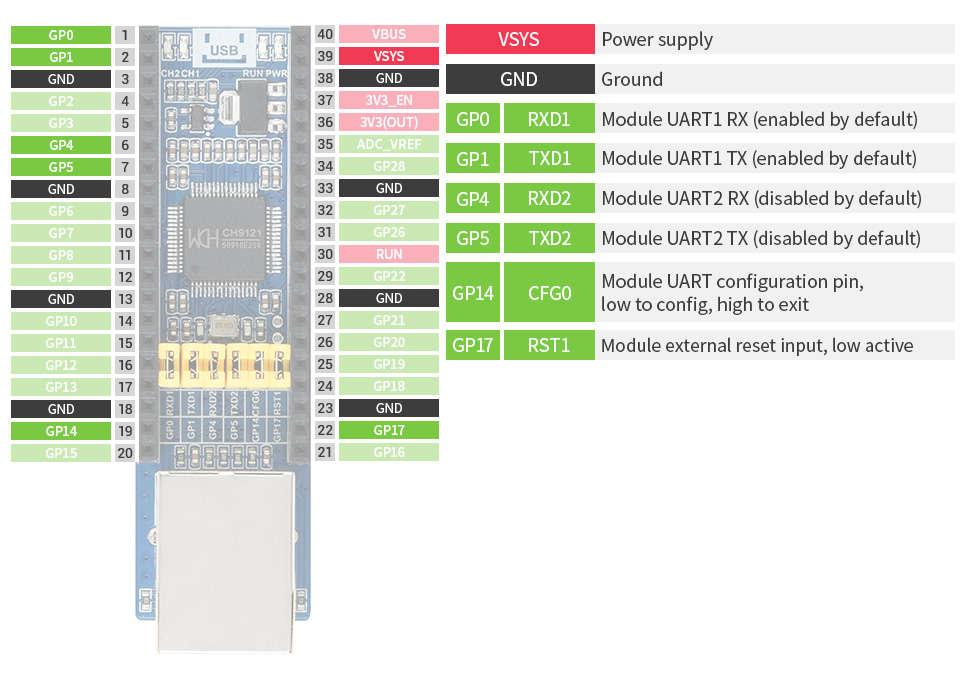 GP0 1 40 VBUS
GP1 2 39 VSYS
GND 3 38 GND
GP2 4 37 3V3_EN
GP3 5 36 3V3(OUT)
GP4 6 35 ADC_VREF
GP5 7 34 GP28
GND 8 33 GND
GP6 9 32 GP27
GP7 10 31 GP26
GP8 11 30 RUN
GP9 12 29 GP22
GND 13 28 GND
GP10 14 27 GP21
GP11 15 26 GP20
GP12 16 25 GP19
GP13 17 24 GP18
GND 18 23 GND
GP14 19 22 GP17
GP15 20 21 GP16
USB
CH2 CH1 RUN PWR
WCH CH9121
RXD1 TXD1 RXD2 TXD2 CFG0 RST1
GP0 GP1 GP4 GP5 GP14 GP17
VSYS Power supply
GND Ground
GP0 RXD1 Module UART1 RX (enabled by default)
GP1 TXD1 Module UART1 TX (enabled by default)
GP4 RXD2 Module UART2 RX (disabled by default)
GP5 TXD2 Module UART2 TX (disabled by default)
GP14 CFG0 Module UART configuration pin,
low to config, high to exit
GP17 RST1 Module external reset input, low active